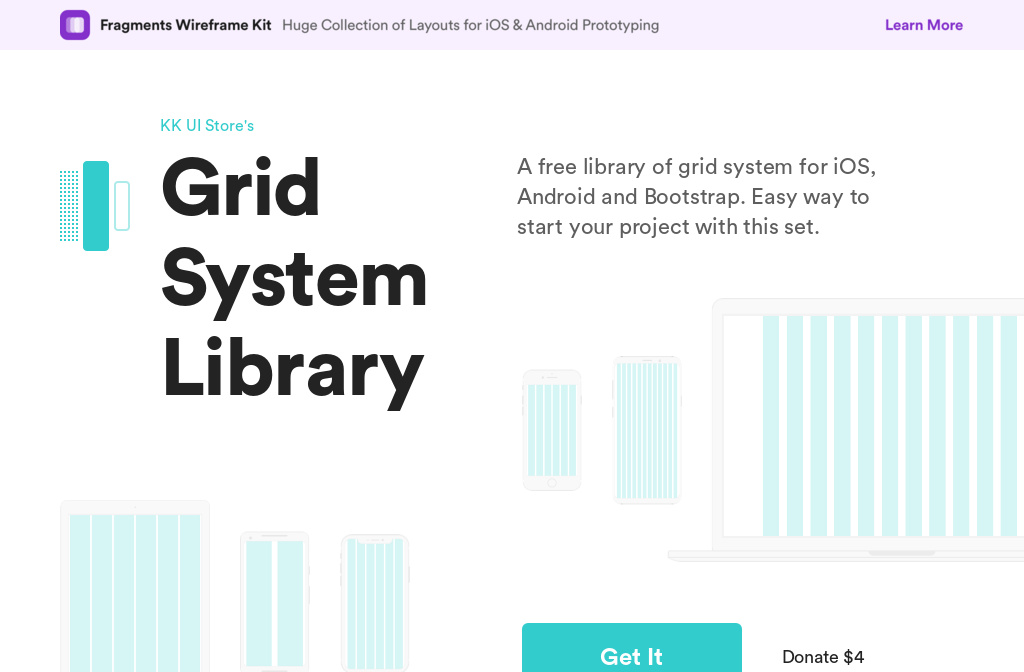 Fragments Wireframe Kit Huge Collection of Layouts for iOS & Android Prototyping Learn More
KK UI Store's
Grid
System
Library
A free library of grid system for iOS,
Android and Bootstrap. Easy way to
start your project with this set.
Get It
Donate $4